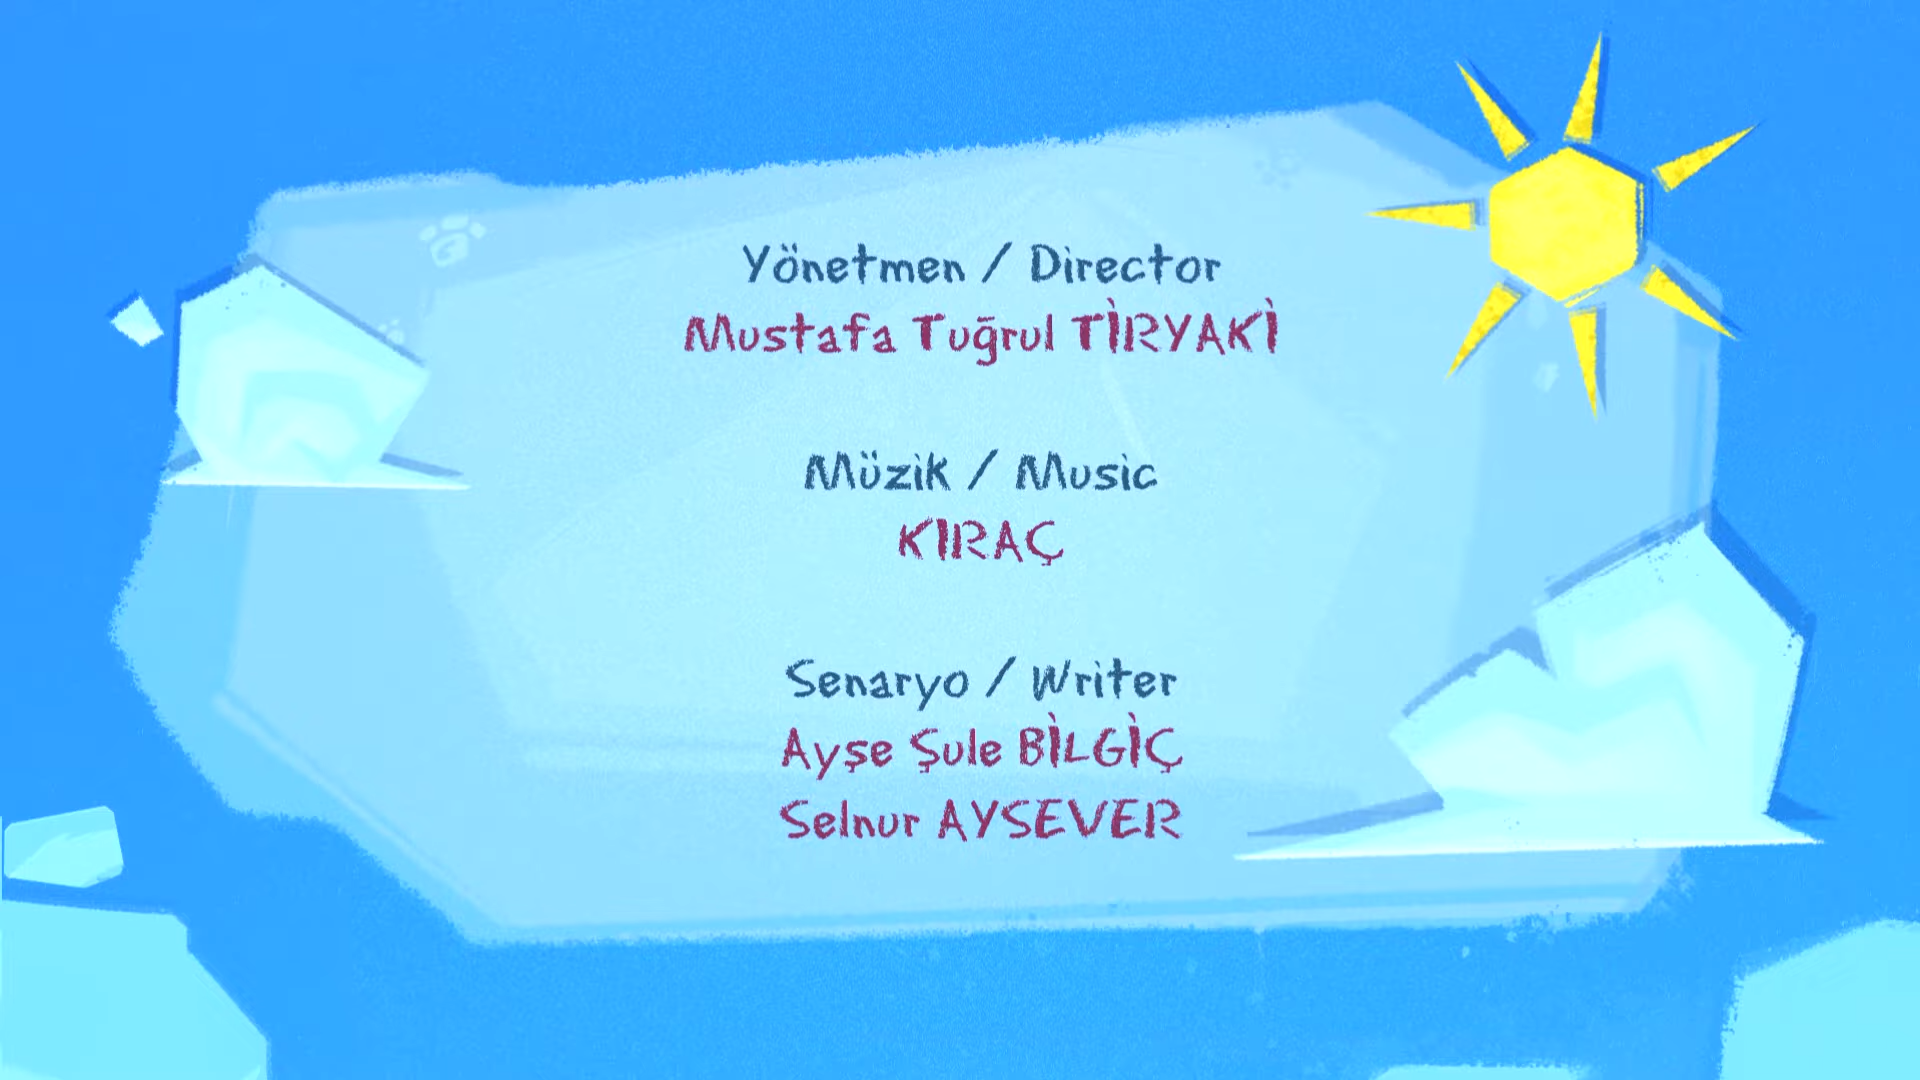 Yönetmen / Director
Mustafa Tuğrul TİRYAKİ
Müzik / Music
KIRAÇ
Senaryo / Writer
Ayşe Şule BİLGİÇ
Selnur AYSEVER